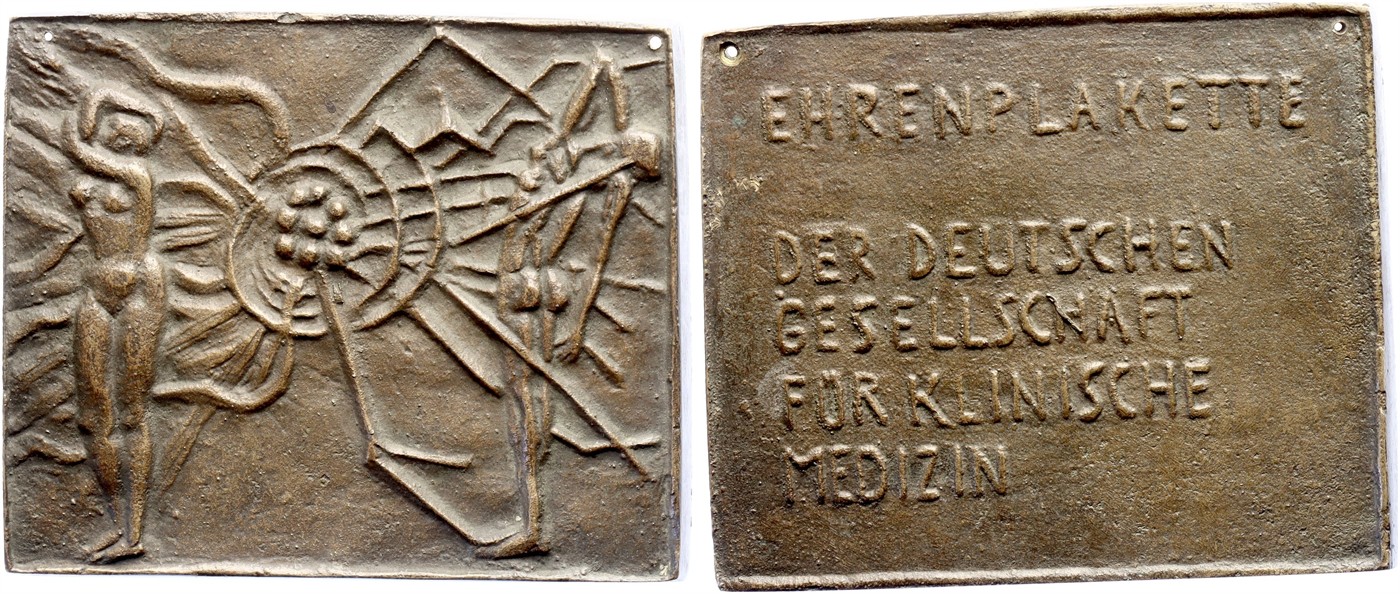 EHRENPLAKETTE
DER DEUTSCHEN
GESELLSCHAFT
FÜR KLINISCHE
MEDIZIN